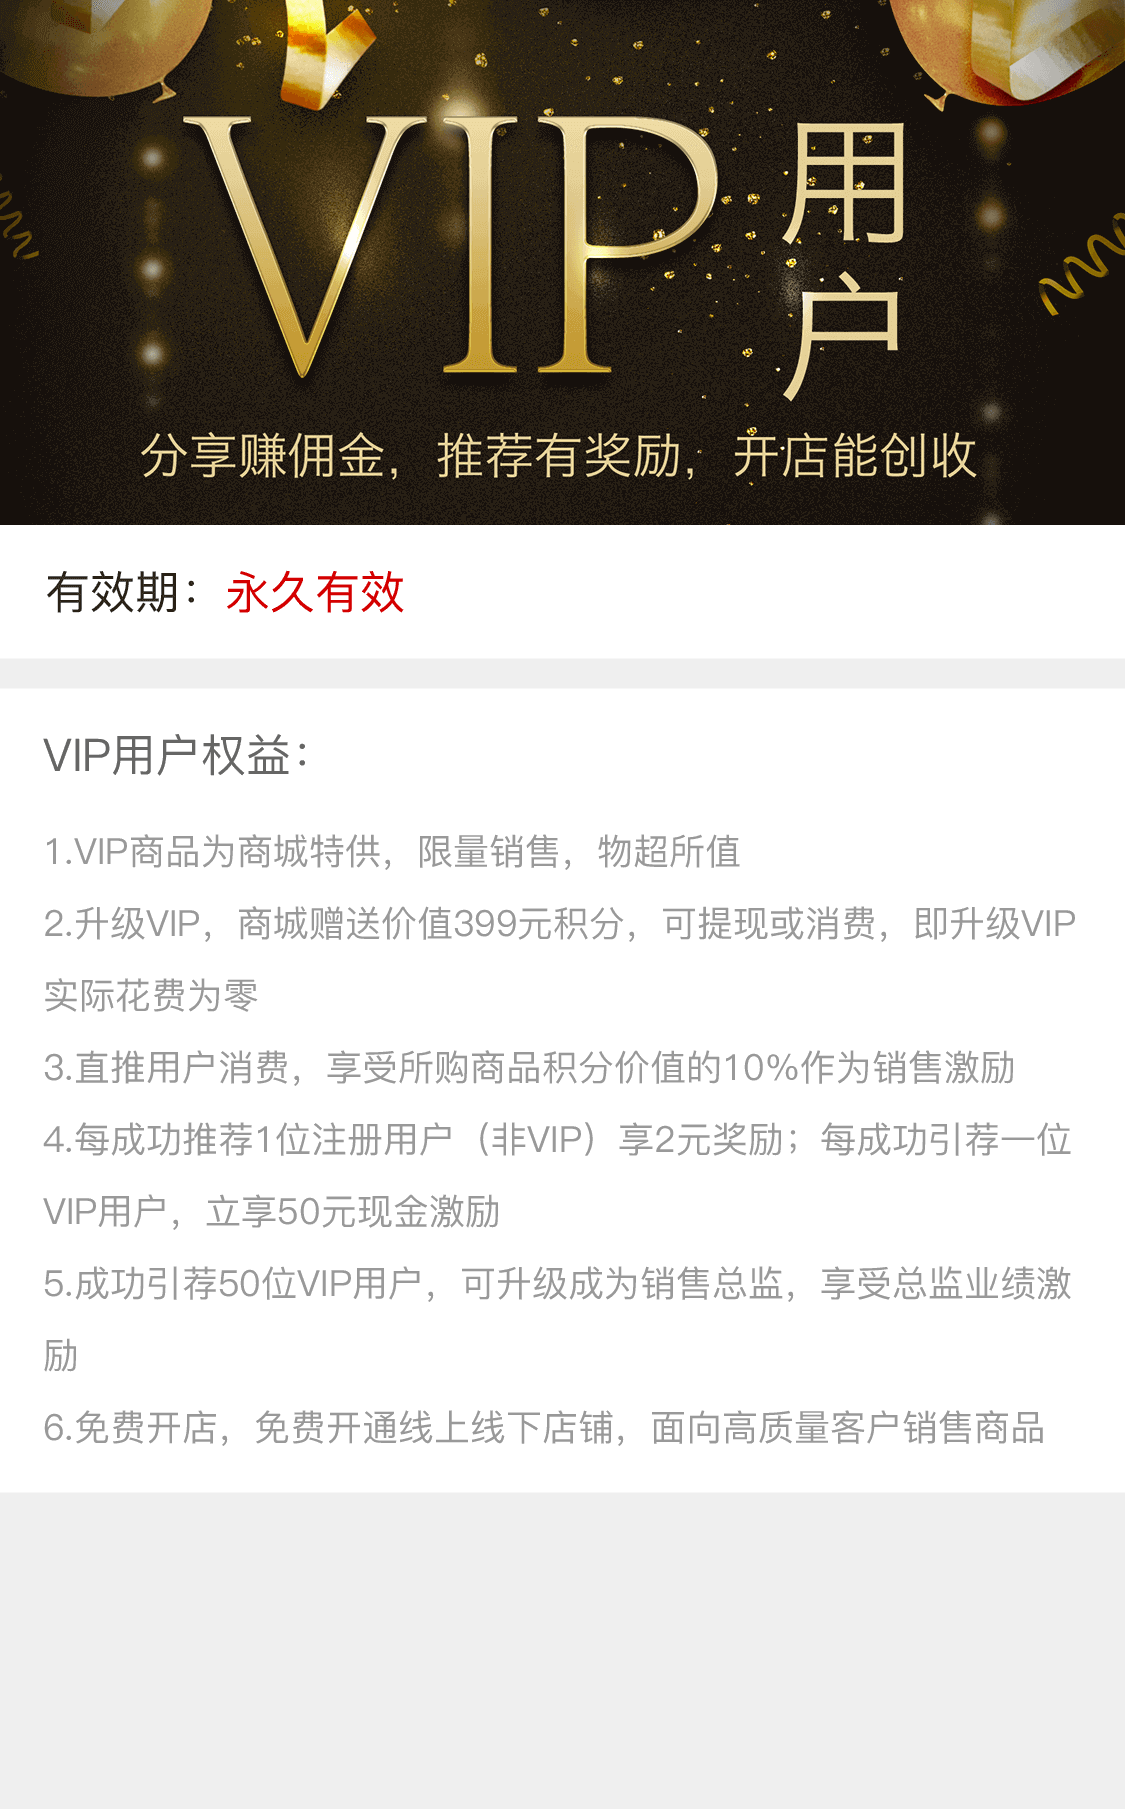 VIP用户
分享赚佣金，推荐有奖励，开店能创收
有效期：永久有效
VIP用户权益：
1.VIP商品为商城特供，限量销售，物超所值
2.升级VIP，商城赠送价值399元积分，可提现或消费，即升级VIP
实际花费为零
3.直推用户消费，享受所购商品积分价值的10%作为销售激励
4.每成功推荐1位注册用户（非VIP）享2元奖励；每成功引荐一位
VIP用户，立享50元现金激励
5.成功引荐50位VIP用户，可升级成为销售总监，享受总监业绩激
励
6.免费开店，免费开通线上线下店铺，面向高质量客户销售商品